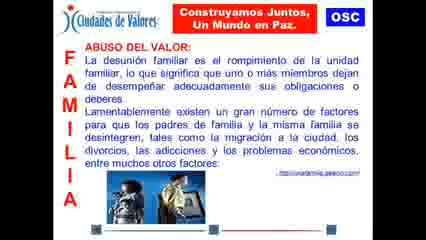 Ciudades de Valores
Construyamos Juntos,
Un Mundo en Paz.
OSC
FAMILIA
ABUSO DEL VALOR:
La desunión familiar es el rompimiento de la unidad
familiar, lo que significa que uno o más miembros dejan
de desempeñar adecuadamente sus obligaciones o
deberes.
Lamentablemente existen un gran número de factores
para que los padres de familia y la misma familia se
desintegren, tales como la migración a la ciudad, los
divorcios, las adicciones y los problemas económicos,
entre muchos otros factores.